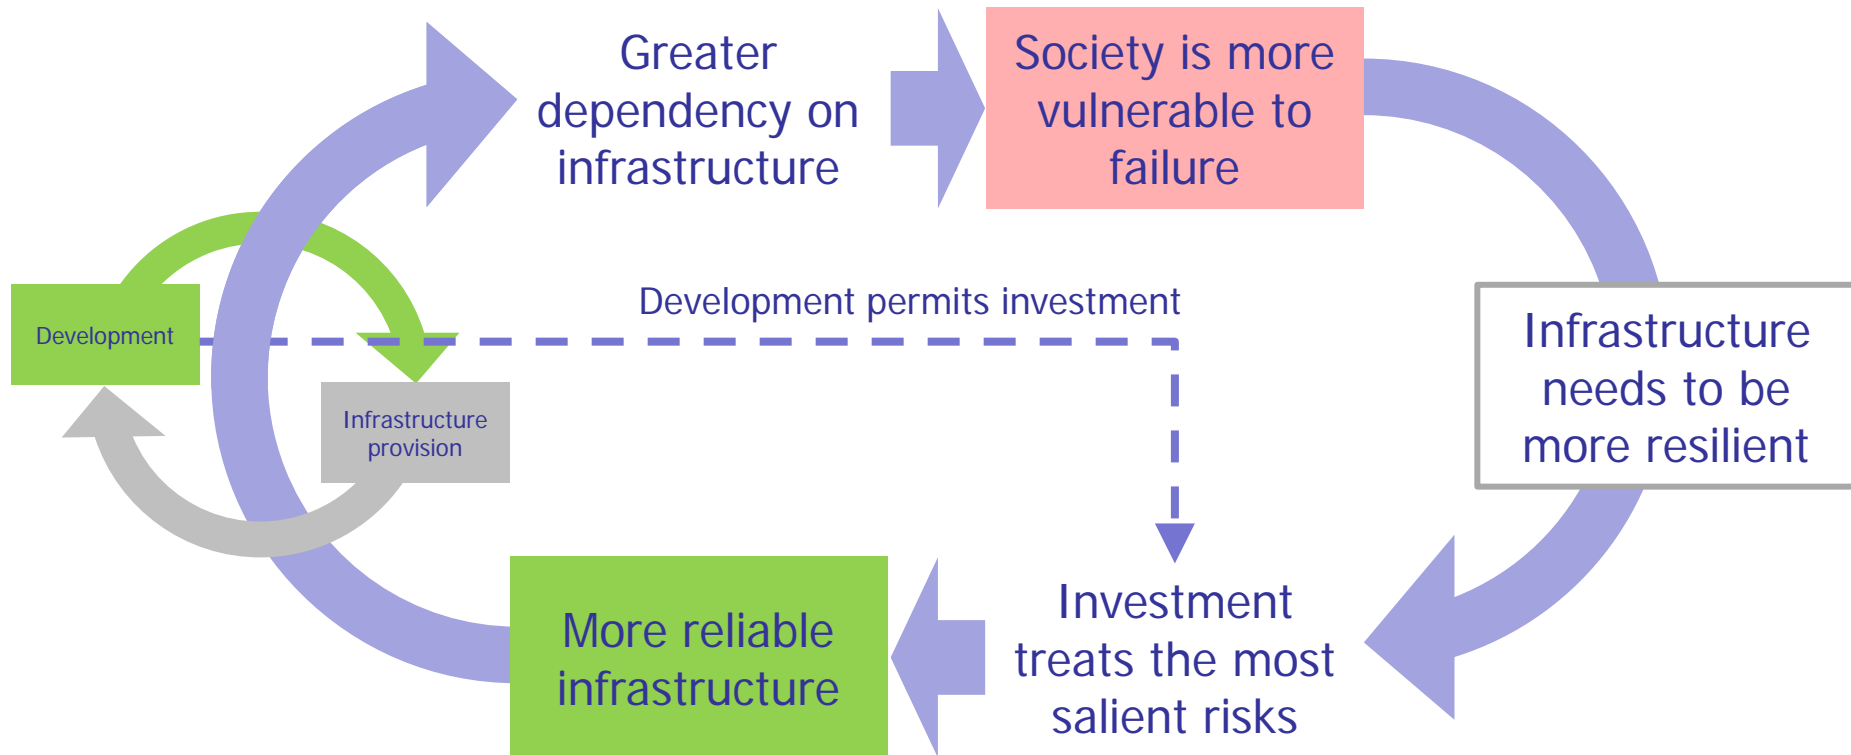 Greater
dependency on
infrastructure
Society is more
vulnerable to
failure
Development permits investment
Development
Infrastructure
provision
Infrastructure
needs to be
more resilient
More reliable
infrastructure
Investment
treats the most
salient risks